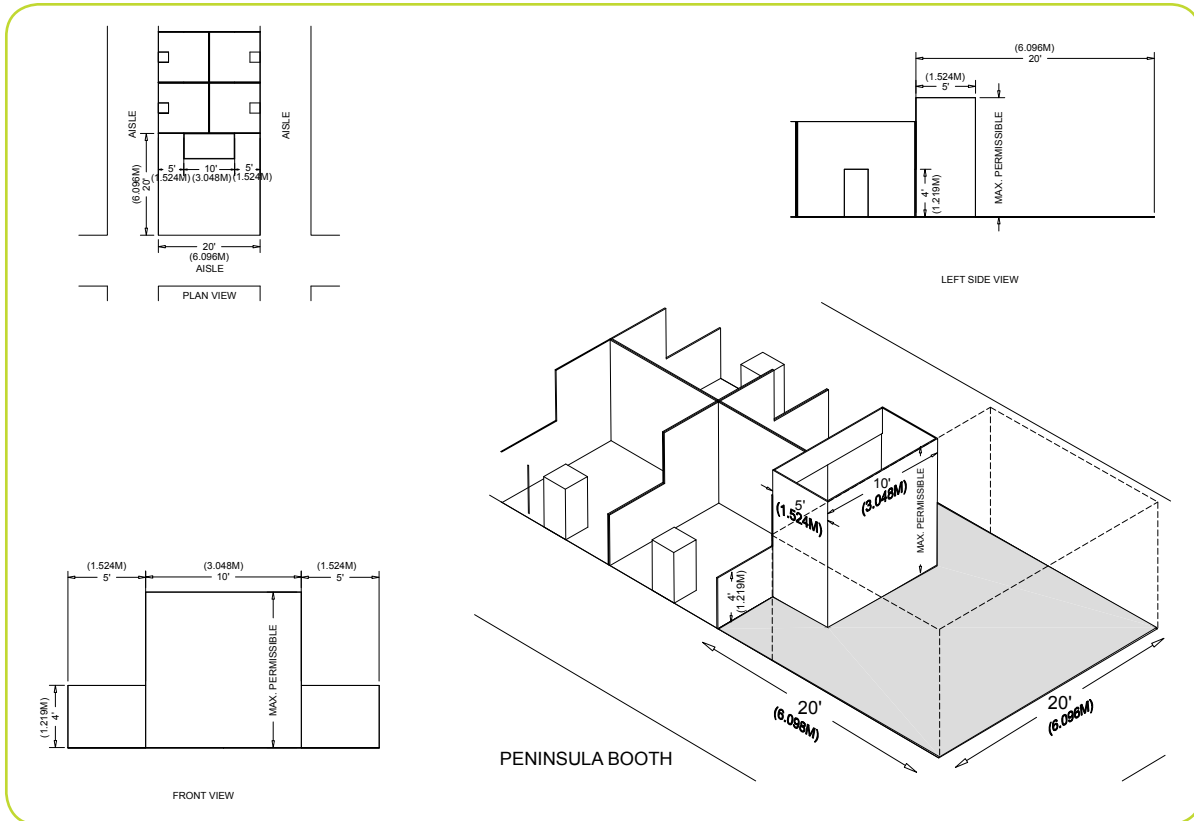 AISLE
AISLE
5'
10'
5'
(1.524M)
(3.048M)
(1.524M)
20'
(6.096M)
20'
(6.096M)
AISLE
PLAN VIEW
(6.096M)
20'
(1.524M)
5'
MAX. PERMISSIBLE
4'
(1.219M)
LEFT SIDE VIEW
(1.524M)
5'
(3.048M)
10'
(1.524M)
5'
MAX. PERMISSIBLE
(1.219M)
4'
FRONT VIEW
5'
(1.524M)
10'
(3.048M)
MAX. PERMISSIBLE
4'
(1.219M)
20'
(6.096M)
20'
(6.096M)
PENINSULA BOOTH